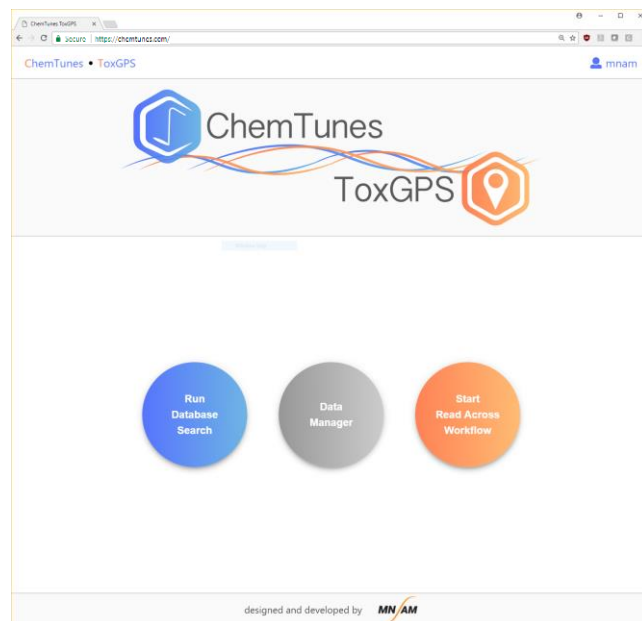 ChemTunes ToxGPS
Secure | https://chemtunes.com/
ChemTunes • ToxGPS
mnam
ChemTunes
ToxGPS
Run
Database
Search
Data
Manager
Start
Read Across
Workflow
designed and developed by MN/AM